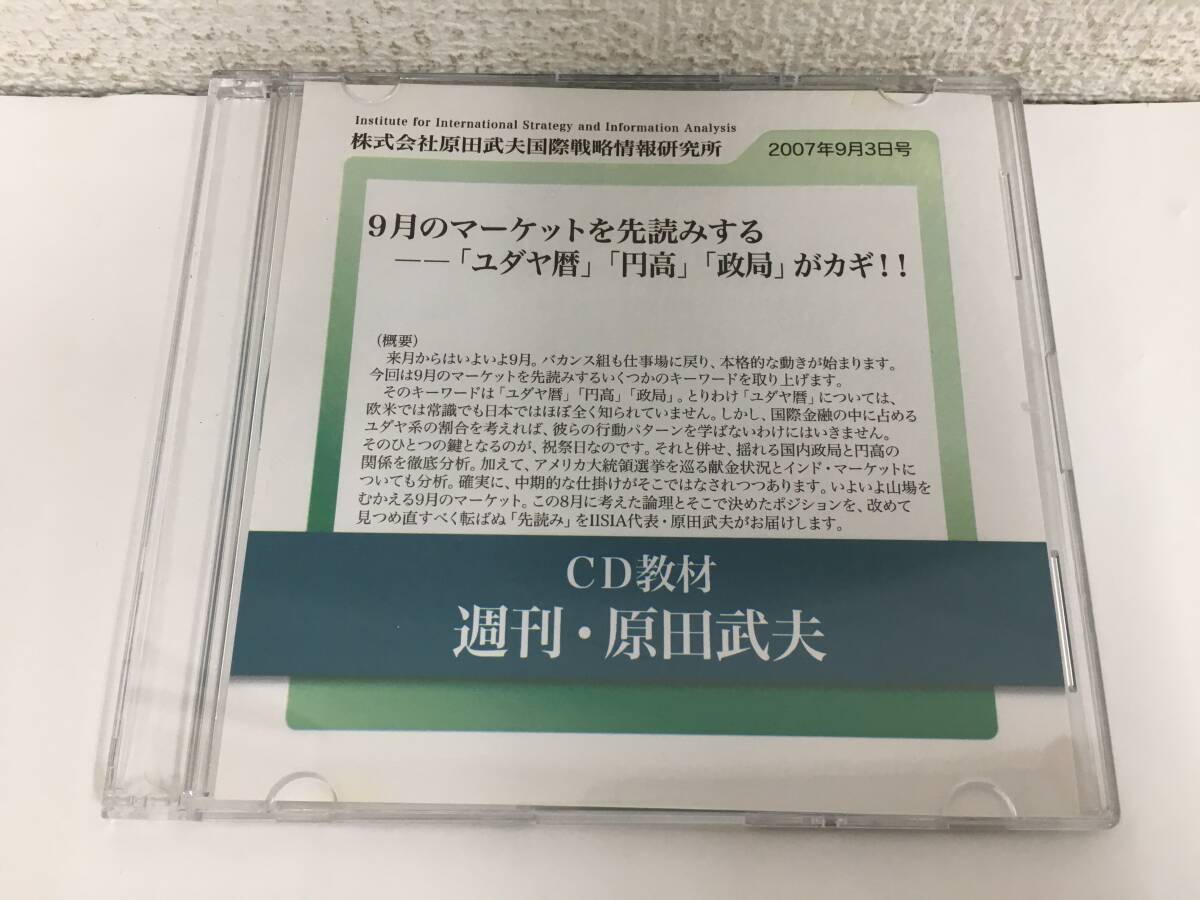 Institute for International Strategy and Information Analysis
株式会社原田武夫国際戦略情報研究所
2007年9月3日号
9月のマーケットを先読みする
――「ユダヤ暦」「円高」「政局」がカギ！！
（概要）
来月からはいよいよ9月。バカンス組も仕事場に戻り、本格的な動きが始まります。
今回は9月のマーケットを先読みするいくつかのキーワードを取り上げます。
そのキーワードは「ユダヤ暦」「円高」「政局」。とりわけ「ユダヤ暦」については、
欧米では常識でも日本ではほぼ全く知られていません。しかし、国際金融の中に占める
ユダヤ系の割合を考えれば、彼らの行動パターンを学ばないわけにはいきません。
そのひとつの鍵となるのが、祝祭日なのです。それと併せ、揺れる国内政局と円高の
関係を徹底分析。加えて、アメリカ大統領選挙を巡る献金状況とインド・マーケットに
ついても分析。確実に、中期的な仕掛けがそこではなされつつあります。いよいよ山場を
むかえる9月のマーケット。この8月に考えた論理とそこで決めたポジションを、改めて
見つめ直すべく転ばぬ「先読み」をIISIA代表・原田武夫がお届けします。
CD教材
週刊・原田武夫